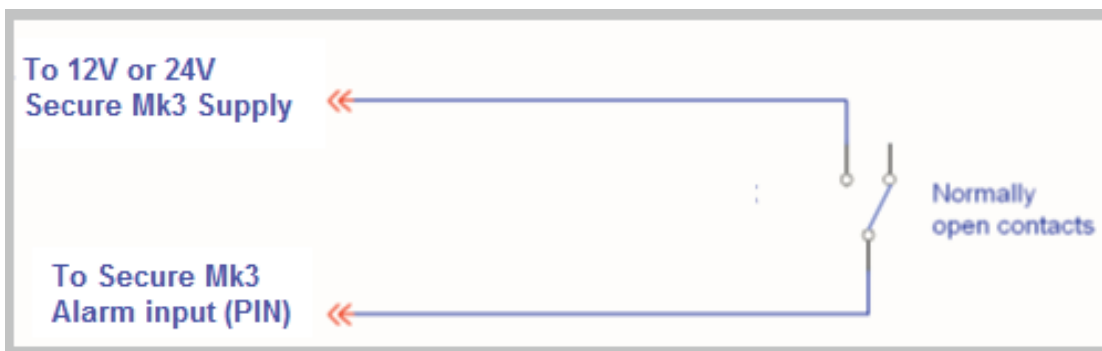 To 12V or 24V
Secure Mk3 Supply
Normally
open contacts
To Secure Mk3
Alarm input (PIN)